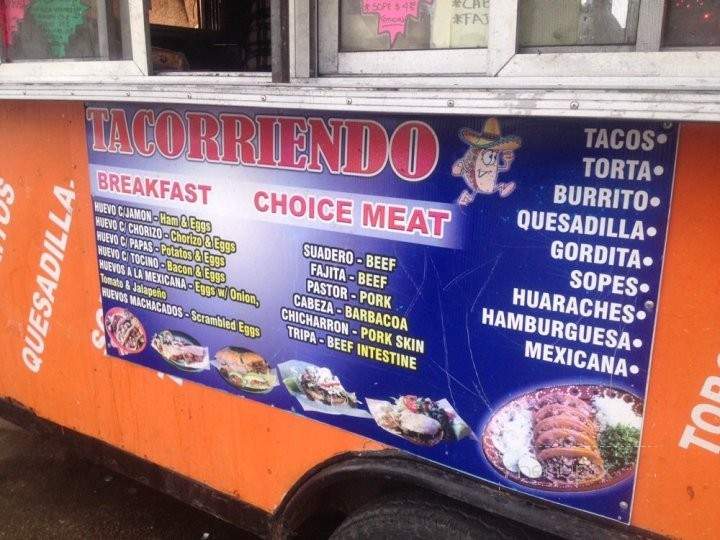 *SOPE $
*FA
TACORRIENDO
BREAKFAST
HUEVO C/JAMON - Ham & Eggs
HUEVO C/ CHORIZO - Chorizo & Eggs
HUEVO C/ PAPAS - Potatos & Eggs
HUEVO C/ TOCINO - Bacon & Eggs
HUEVOS A LA MEXICANA - Eggs w/ Onion,
Tomato & Jalapeño
HUEVOS MACHACADOS - Scrambled Eggs
CHOICE MEAT
SUADERO - BEEF
FAJITA - BEEF
PASTOR - PORK
CABEZA - BARBACOA
CHICHARRON - PORK SKIN
TRIPA - BEEF INTESTINE
TACOS•
TORTA•
BURRITO•
QUESADILLA•
GORDITA•
SOPES•
HUARACHES•
HAMBURGUESA•
MEXICANA•
QUESADILLA